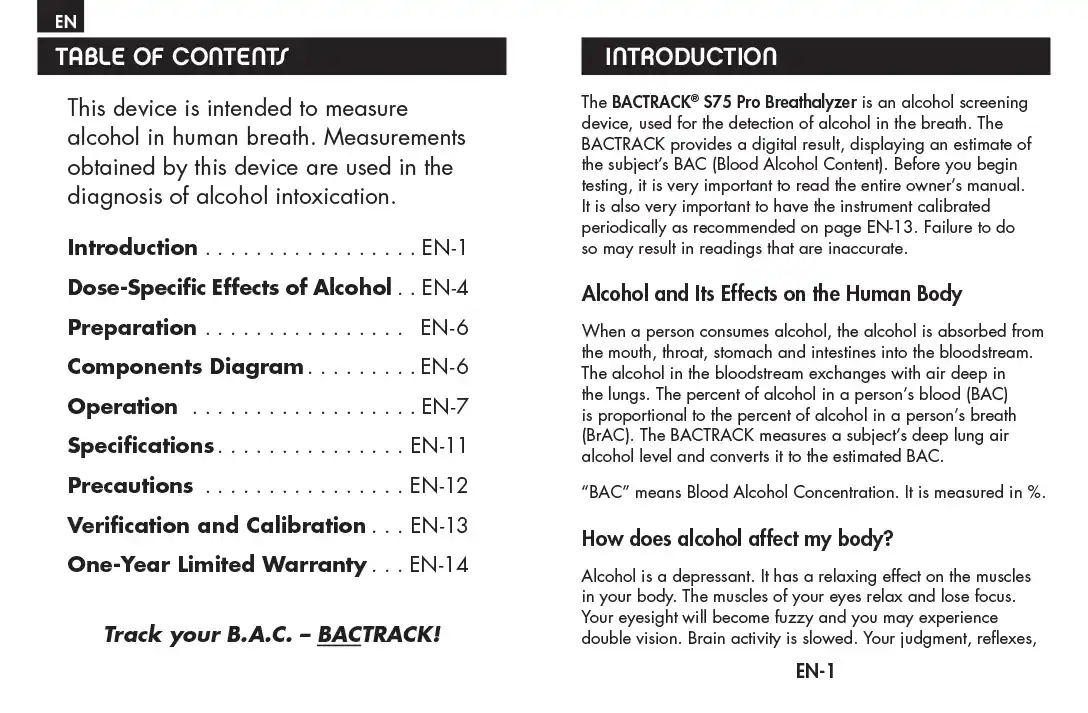 EN
TABLE OF CONTENTS
This device is intended to measure
alcohol in human breath. Measurements
obtained by this device are used in the
diagnosis of alcohol intoxication.
Introduction . . . . . . . . . . . . . . . . . EN-1
Dose-Specific Effects of Alcohol . . EN-4
Preparation . . . . . . . . . . . . . . . . EN-6
Components Diagram . . . . . . . . . EN-6
Operation . . . . . . . . . . . . . . . . . . EN-7
Specifications . . . . . . . . . . . . . . . EN-11
Precautions . . . . . . . . . . . . . . . . EN-12
Verification and Calibration . . . EN-13
One-Year Limited Warranty . . . EN-14
Track your B.A.C. – BACTRACK!
INTRODUCTION
The BACTRACK® S75 Pro Breathalyzer is an alcohol screening
device, used for the detection of alcohol in the breath. The
BACTRACK provides a digital result, displaying an estimate of
the subject's BAC (Blood Alcohol Content). Before you begin
testing, it is very important to read the entire owner's manual.
It is also very important to have the instrument calibrated
periodically as recommended on page EN-13. Failure to do
so may result in readings that are inaccurate.
Alcohol and Its Effects on the Human Body
When a person consumes alcohol, the alcohol is absorbed from
the mouth, throat, stomach and intestines into the bloodstream.
The alcohol in the bloodstream exchanges with air deep in
the lungs. The percent of alcohol in a person's blood (BAC)
is proportional to the percent of alcohol in a person's breath
(BrAC). The BACTRACK measures a subject's deep lung air
alcohol level and converts it to the estimated BAC.
“BAC” means Blood Alcohol Concentration. It is measured in %.
How does alcohol affect my body?
Alcohol is a depressant. It has a relaxing effect on the muscles
in your body. The muscles of your eyes relax and lose focus.
Your eyesight will become fuzzy and you may experience
double vision. Brain activity is slowed. Your judgment, reflexes,
EN-1